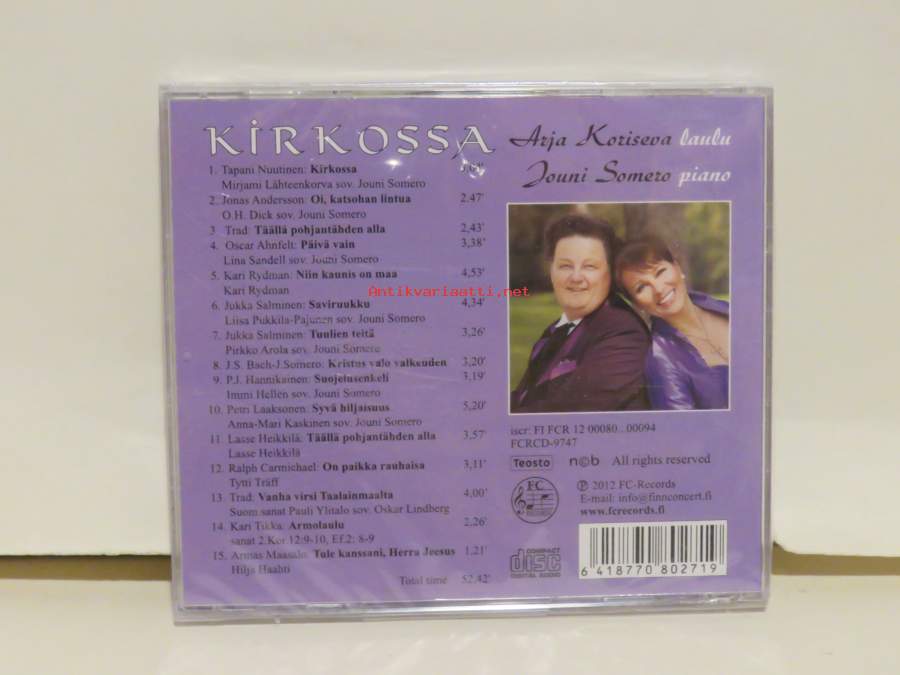 KİRKOSSA
1. Tapani Nuutinen: Kirkossa
Mirjami Lähteenkorva sov. Jouni Somero
2. Jonas Andersson: Oi, katsohan lintua 2.47'
O.H. Dick sov. Jouni Somero
3 Trad: Täällä pohjantähden alla 2,43'
4. Oscar Ahnfelt: Päivä vain 3,38'
Lina Sandell sov. Jouni Somero
5. Kari Rydman: Niin kaunis on maa 4,53'
Kari Rydman
6. Jukka Salminen: Saviruukku 4,34'
Liisa Pukkila-Pajunen sov. Jouni Somero
7. Jukka Salminen: Tuulien teitä 3,26'
Pirkko Arola sov. Jouni Somero
8. J.S. Bach-J.Somero: Kristus valo valkeuden 3,20'
9. P.J. Hannikainen: Suojelusenkeli 3,19'
Immi Hellen sov. Jouni Somero
10. Petri Laaksonen: Syvä hiljaisuus 5,20'
Anna-Mari Kaskinen sov. Jouni Somero
11. Lasse Heikkilä: Täällä pohjantähden alla 3,57'
Lasse Heikkilä
12. Ralph Carmichael: On paikka rauhaisa 3,11'
Tytti Träff
13. Trad: Vanha virsi Taalainmaalta 4,00'
Suom sanat Pauli Ylitalo sov. Oskar Lindberg
14. Kari Tikka: Armolaulu 2,26'
sanat 2.Kor 12:9-10, Ef.2: 8-9
15. Armas Maasalo: Tule kanssani, Herra Jeesus 1,21'
Hilja Haahti
Total time 52,42'
Arja Koriseva laulu
Jouni Somero piano
Antikvariaatti.net
iscr: FI FCR 12 00080...00094
FCRCD-9747
Teosto ncb All rights reserved
FC
RECORDS
℗ 2012 FC-Records
E-mail: info@finnconcert.fi
www.fcrecords.fi
COMPACT
disc
DIGITAL AUDIO
6 418770 802719